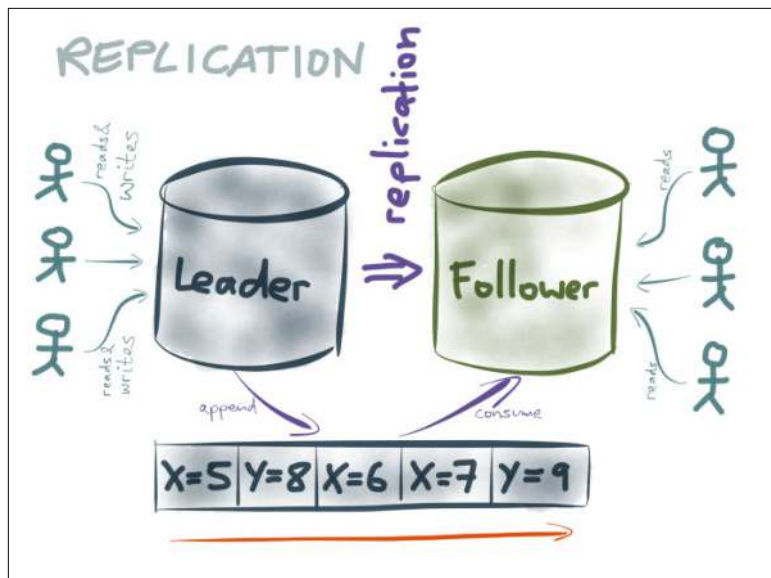 REPLICATION
replication
reads&
writes
Leader
Follower
reads
reads&
writes
reads
append
consume
X=5 Y=8 X=6 X=7 Y=9